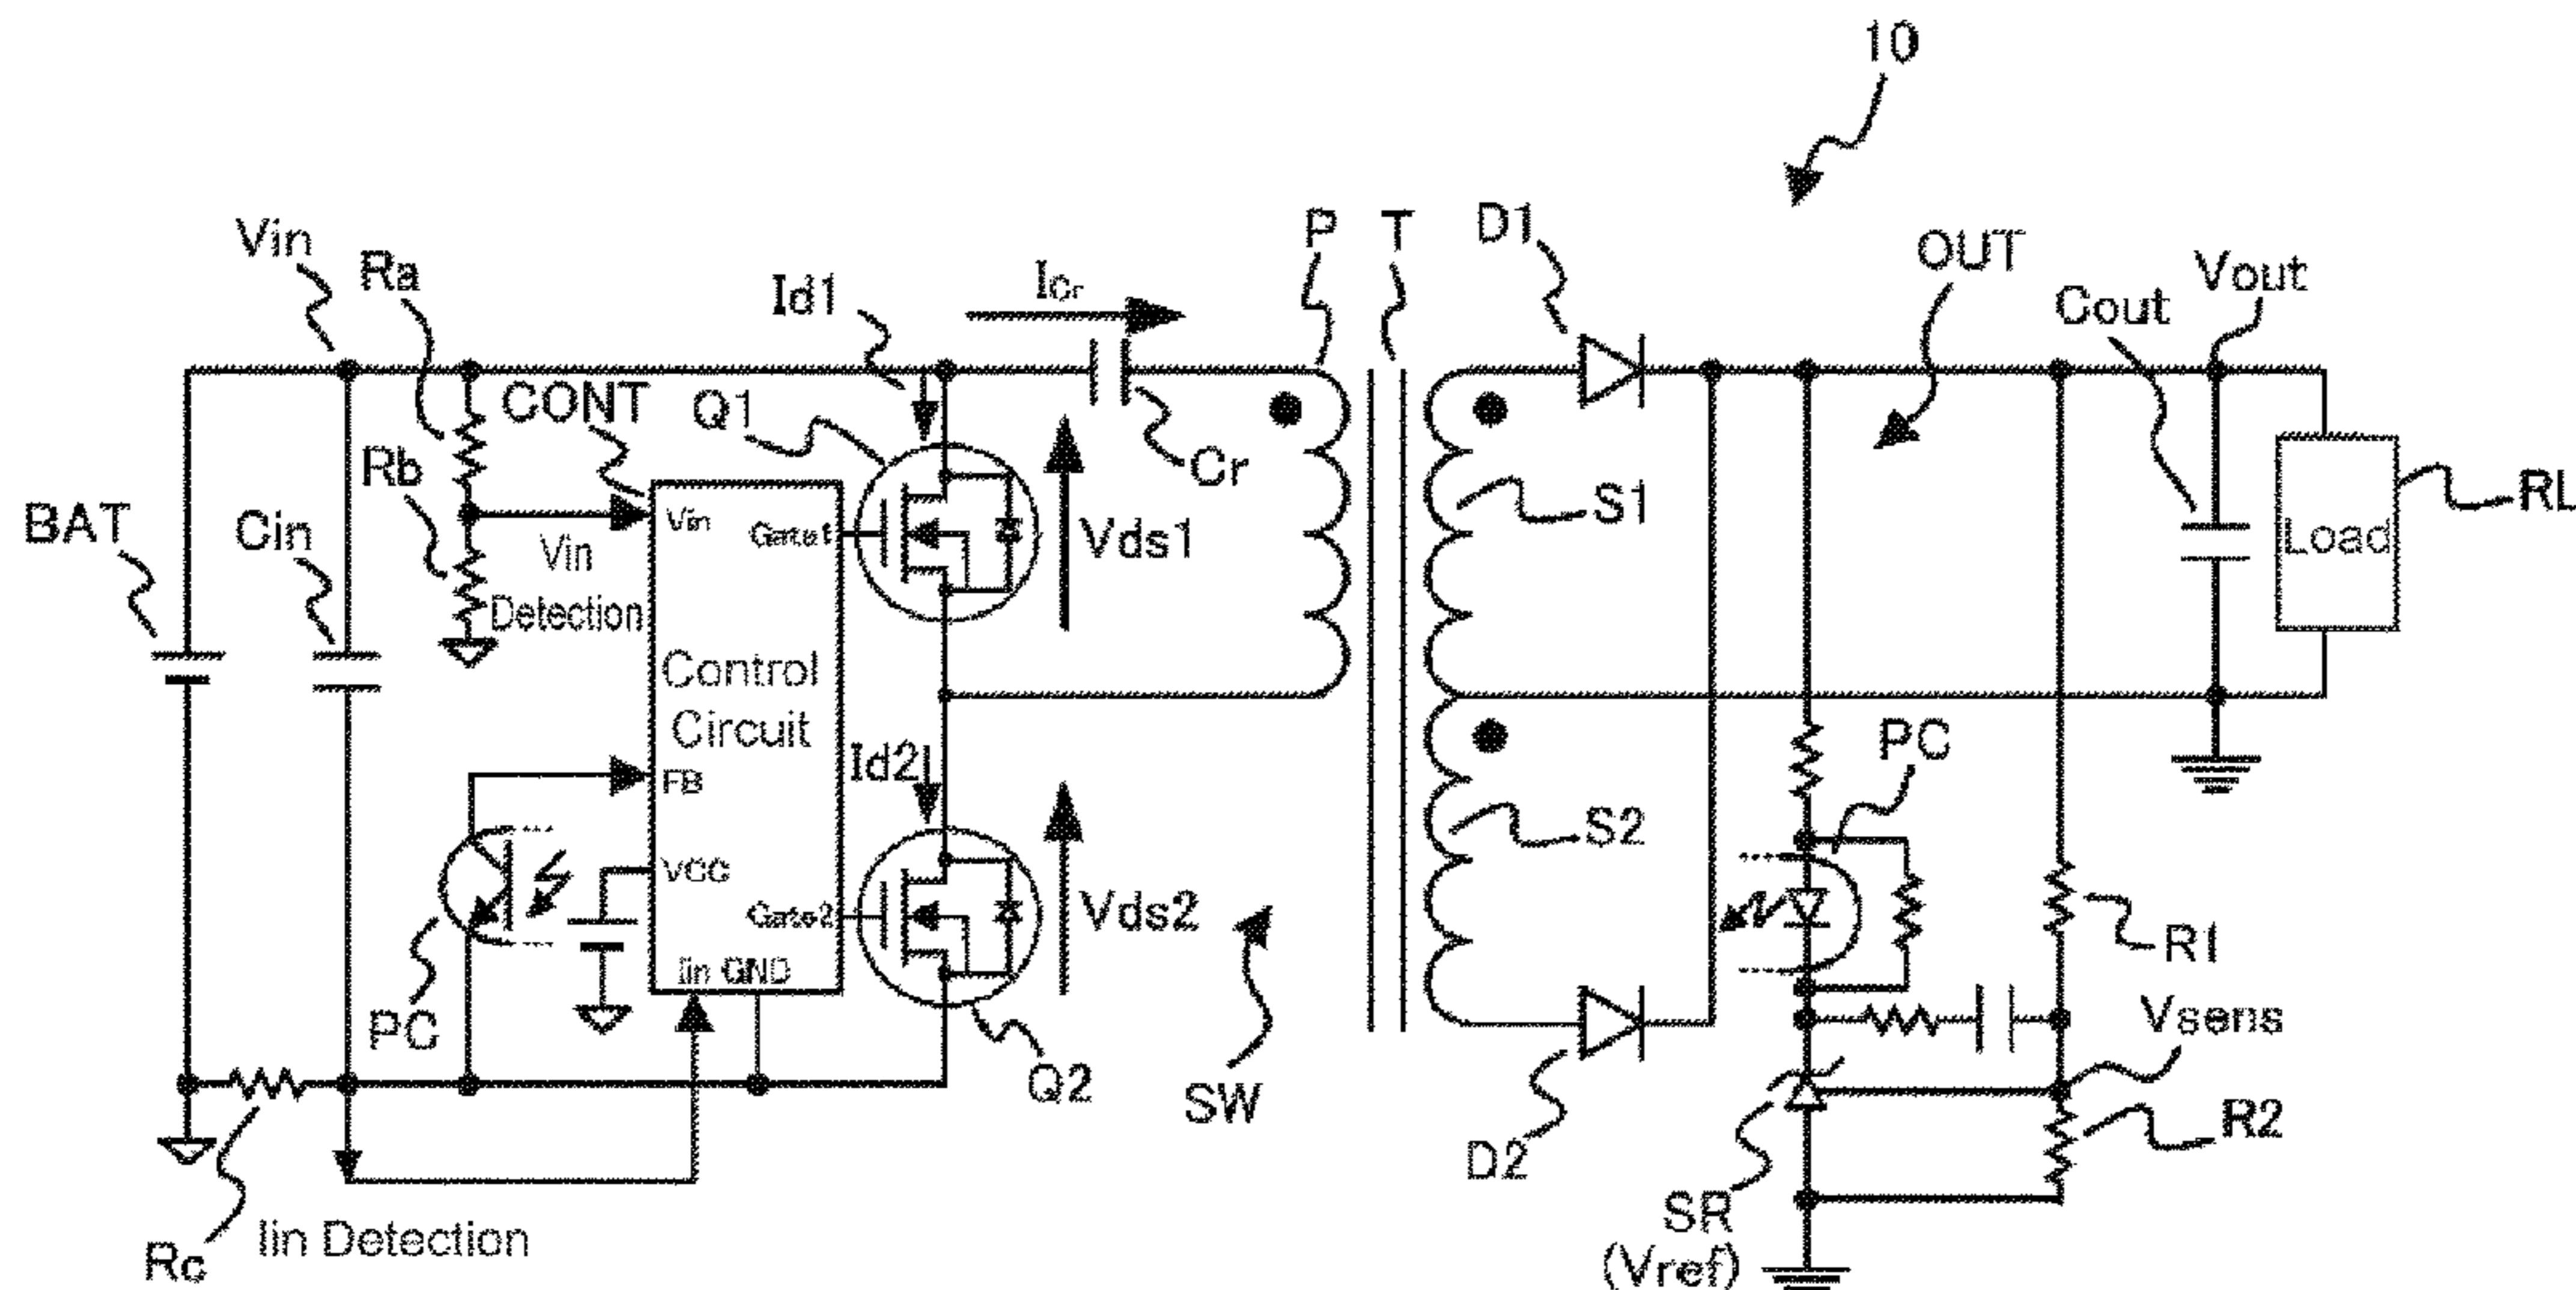 10
Vin
Ra
Id1
Icr
P
T
D1
OUT
Cout
Vout
CONT
Q1
Rb
BAT
Cin
Vin
Gate1
Vds1
Cr
S1
Load
RL
Vin
Detection
Control
Circuit
FB
VCC
Gate2
Iin GND
Id2
Vds2
S2
PC
R1
PC
Q2
SW
D2
Vsens
R2
SR
(Vref)
Rc
Iin Detection